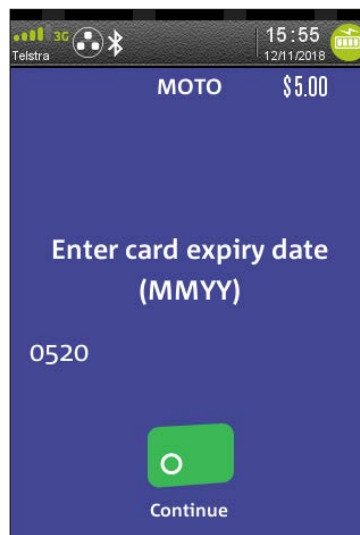 3G
15:55
Telstra
12/11/2018
MOTO $5.00
Enter card expiry date
(MMYY)
0520
Continue